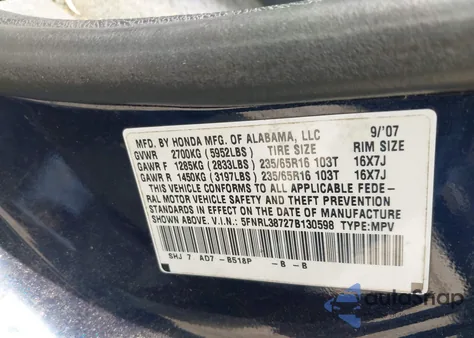 MFD. BY HONDA MFG. OF ALABAMA, LLC 9/'07
GVWR 2700KG (5952LBS) TIRE SIZE RIM SIZE
GAWR F 1285KG (2833LBS) 235/65R16 103T 16X7J
GAWR R 1450KG (3197LBS) 235/65R16 103T 16X7J
THIS VEHICLE CONFORMS TO ALL APPLICABLE FEDE-
RAL MOTOR VEHICLE SAFETY AND THEFT PREVENTION
STANDARDS IN EFFECT ON THE DATE OF MANUFACTURE
SHOWN ABOVE. V.I.N.: 5FNRL38727B130598 TYPE:MPV
SHJ 7 AD7 - B518P - B - B
autoSnap